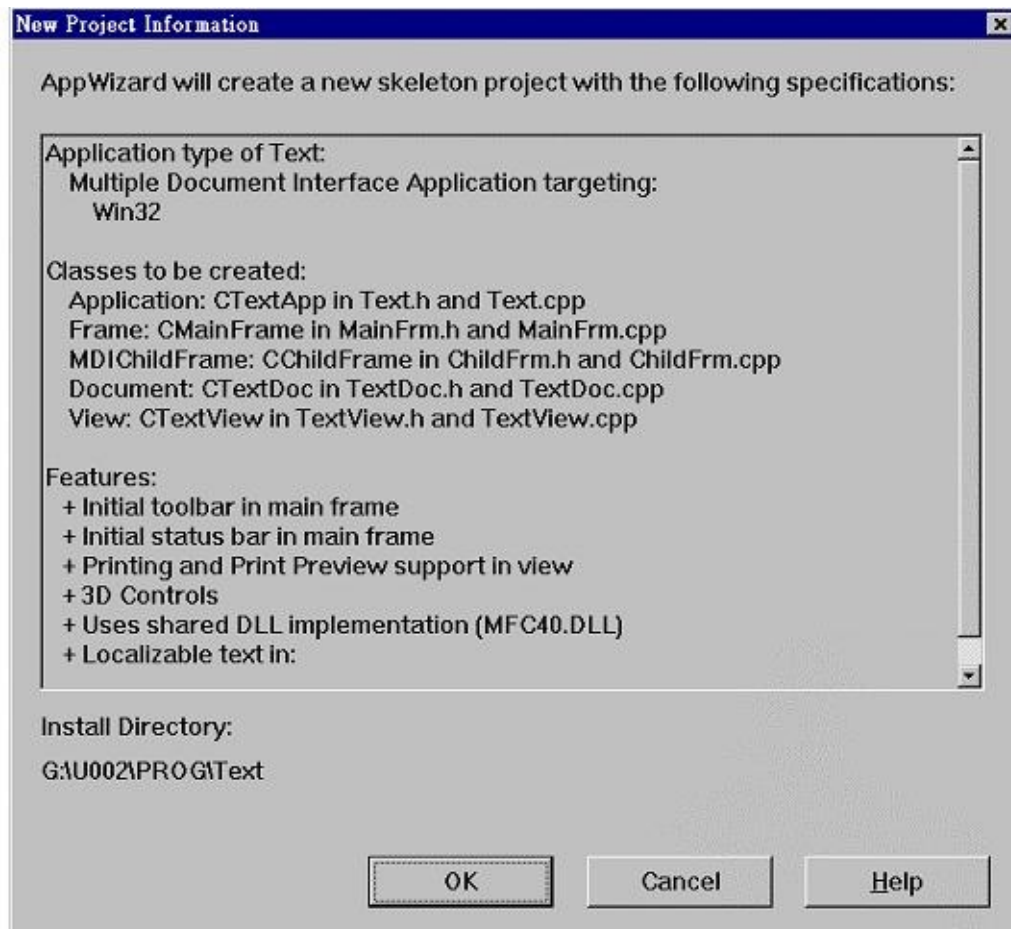 New Project Information
AppWizard will create a new skeleton project with the following specifications:
Application type of Text:
Multiple Document Interface Application targeting:
Win32
Classes to be created:
Application: CTextApp in Text.h and Text.cpp
Frame: CMainFrame in MainFrm.h and MainFrm.cpp
MDIChildFrame: CChildFrame in ChildFrm.h and ChildFrm.cpp
Document: CTextDoc in TextDoc.h and TextDoc.cpp
View: CTextView in TextView.h and TextView.cpp
Features:
+ Initial toolbar in main frame
+ Initial status bar in main frame
+ Printing and Print Preview support in view
+ 3D Controls
+ Uses shared DLL implementation (MFC40.DLL)
+ Localizable text in:
Install Directory:
G:\U002\PROG\Text
OK Cancel Help